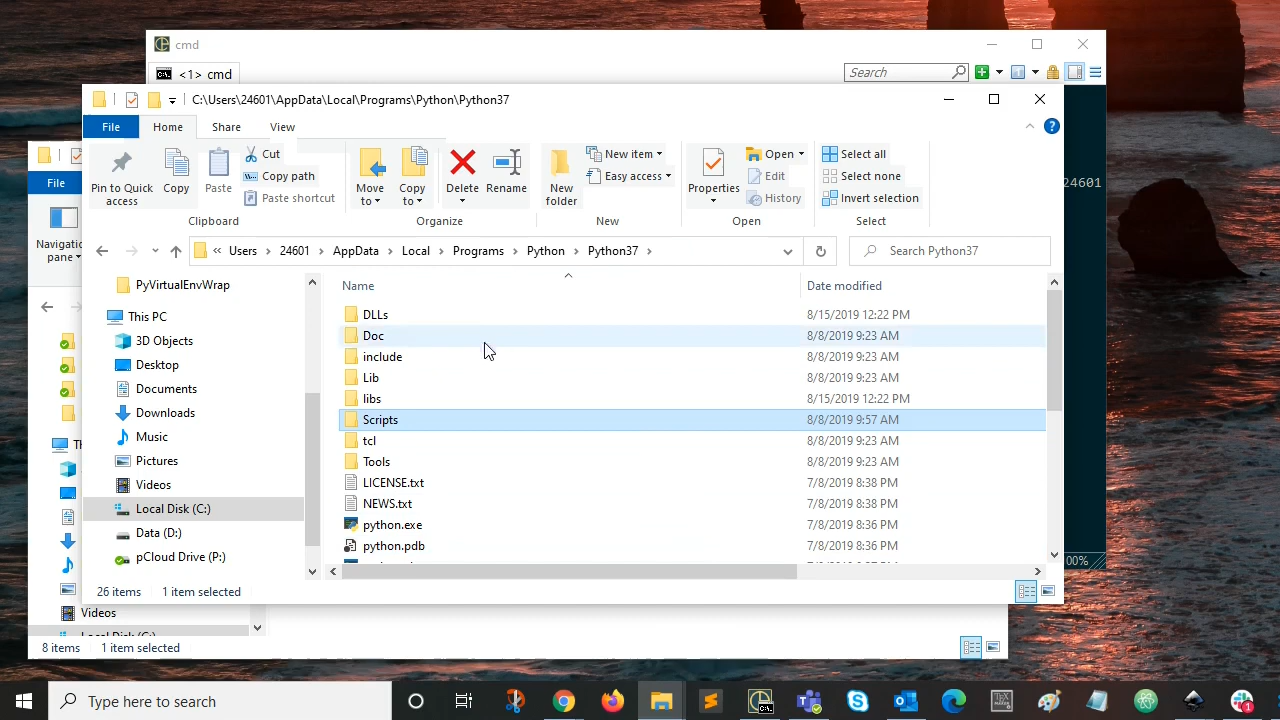 cmd
<1> cmd
Search
C:\Users\24601\AppData\Local\Programs\Python\Python37
File
Home
Share
View
Pin to Quick access
Copy
Paste
Cut
Copy path
Paste shortcut
Clipboard
Move to
Copy to
Delete
Rename
Organize
New folder
New item
Easy access
New
Properties
Open
Edit
History
Open
Select all
Select none
Invert selection
Select
File
Navigation pane
24601
« Users > 24601 > AppData > Local > Programs > Python > Python37 >
Search Python37
PyVirtualEnvWrap
This PC
3D Objects
Desktop
Documents
Downloads
Music
Pictures
Videos
Local Disk (C:)
Data (D:)
pCloud Drive (P:)
Name Date modified
DLLs 8/15/2019 12:22 PM
Doc 8/8/2019 9:23 AM
include 8/8/2019 9:23 AM
Lib 8/8/2019 9:23 AM
libs 8/15/2019 12:22 PM
Scripts 8/8/2019 9:57 AM
tcl 8/8/2019 9:23 AM
Tools 8/8/2019 9:23 AM
LICENSE.txt 7/8/2019 8:38 PM
NEWS.txt 7/8/2019 8:38 PM
python.exe 7/8/2019 8:36 PM
python.pdb 7/8/2019 8:36 PM
00%
26 items 1 item selected
Videos
8 items 1 item selected
Type here to search